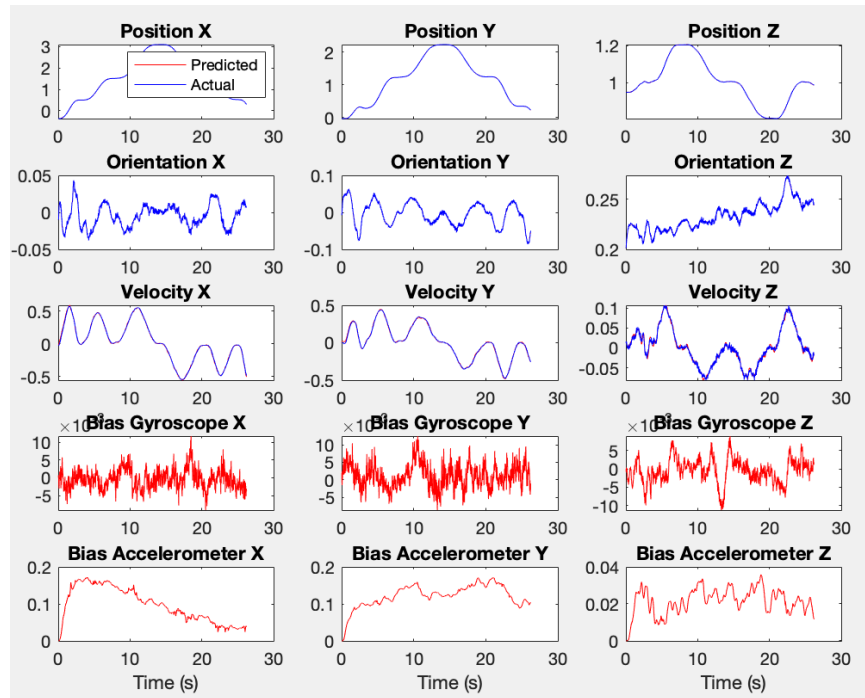 Position X
Position Y
Position Z
3
2
1
0
Predicted
Actual
0 10 20 30
2
1
0
0 10 20 30
1.2
1
0 10 20 30
Orientation X
Orientation Y
Orientation Z
0.05
0
-0.05
0 10 20 30
0.1
0
-0.1
0 10 20 30
0.25
0.2
0 10 20 30
Velocity X
Velocity Y
Velocity Z
0.5
0
-0.5
0 10 20 30
0.5
0
-0.5
0 10 20 30
0.1
0.05
0
-0.05
0 10 20 30
×10⁻³
Bias Gyroscope X
×10⁻³
Bias Gyroscope Y
×10⁻³
Bias Gyroscope Z
10
5
0
-5
0 10 20 30
10
5
0
-5
0 10 20 30
5
0
-5
-10
0 10 20 30
Bias Accelerometer X
Bias Accelerometer Y
Bias Accelerometer Z
0.2
0.1
0
0 10 20 30
Time (s)
0.2
0.1
0
0 10 20 30
Time (s)
0.04
0.02
0
0 10 20 30
Time (s)